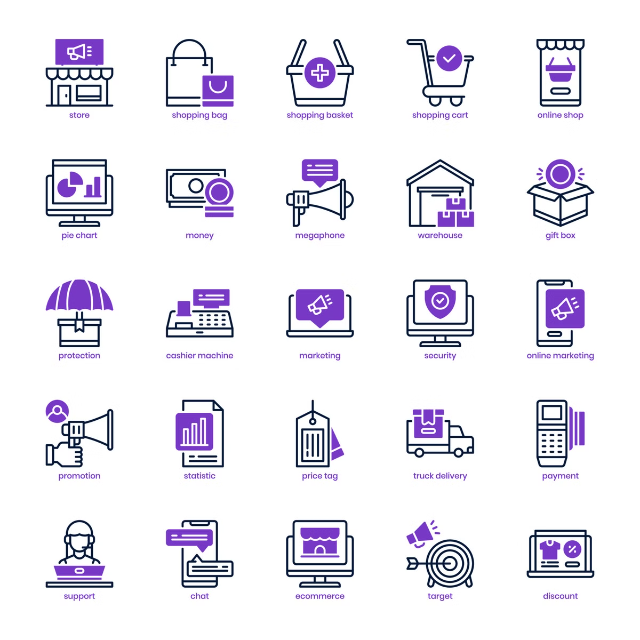 store
shopping bag
shopping basket
shopping cart
online shop
pie chart
money
megaphone
warehouse
gift box
protection
cashier machine
marketing
security
online marketing
promotion
statistic
price tag
truck delivery
payment
support
chat
ecommerce
target
discount